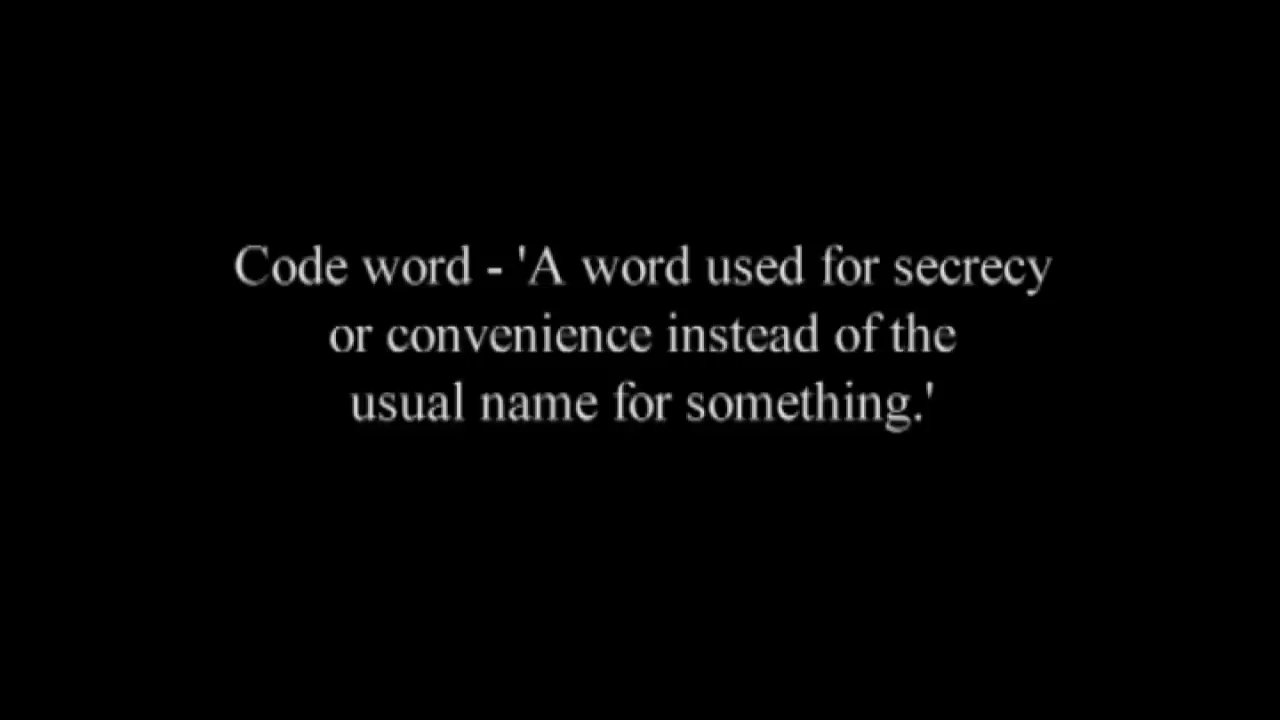 Code word - 'A word used for secrecy
or convenience instead of the
usual name for something.'